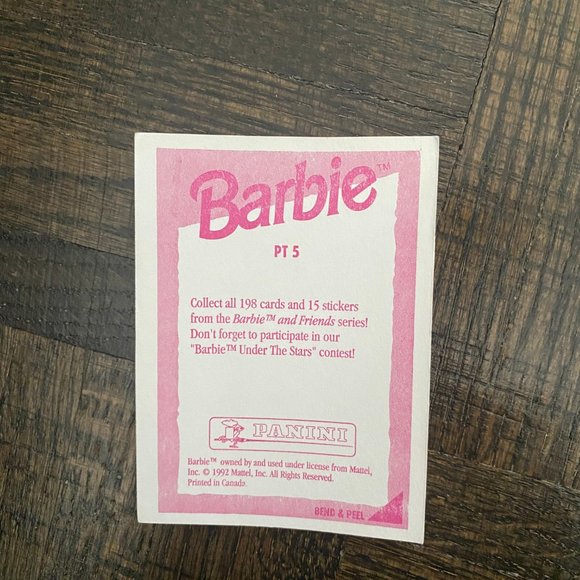 Barbie™
PT 5
Collect all 198 cards and 15 stickers
from the Barbie™ and Friends series!
Don't forget to participate in our
"Barbie™ Under The Stars" contest!
PANINI
Barbie™ owned by and used under license from Mattel,
Inc. © 1992 Mattel, Inc. All Rights Reserved.
Printed in Canada.
BEND & PEEL